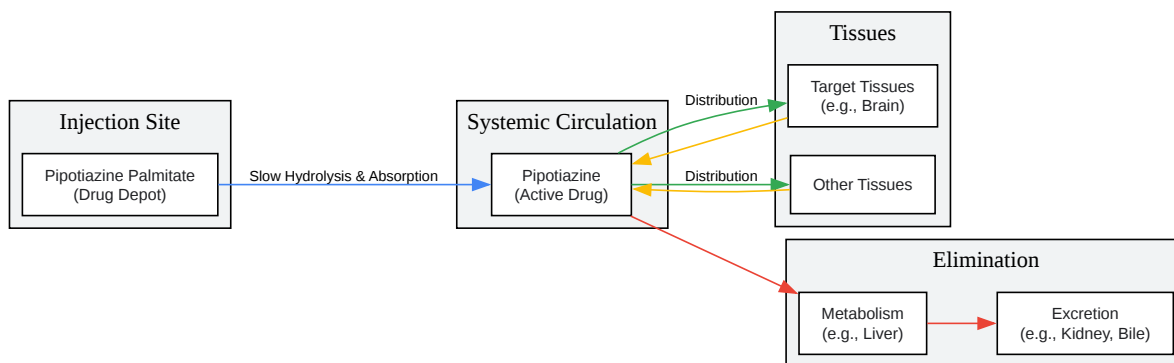 Injection Site
Pipotiazine Palmitate
(Drug Depot)
Slow Hydrolysis & Absorption
Systemic Circulation
Pipotiazine
(Active Drug)
Distribution
Distribution
Tissues
Target Tissues
(e.g., Brain)
Other Tissues
Elimination
Metabolism
(e.g., Liver)
Excretion
(e.g., Kidney, Bile)